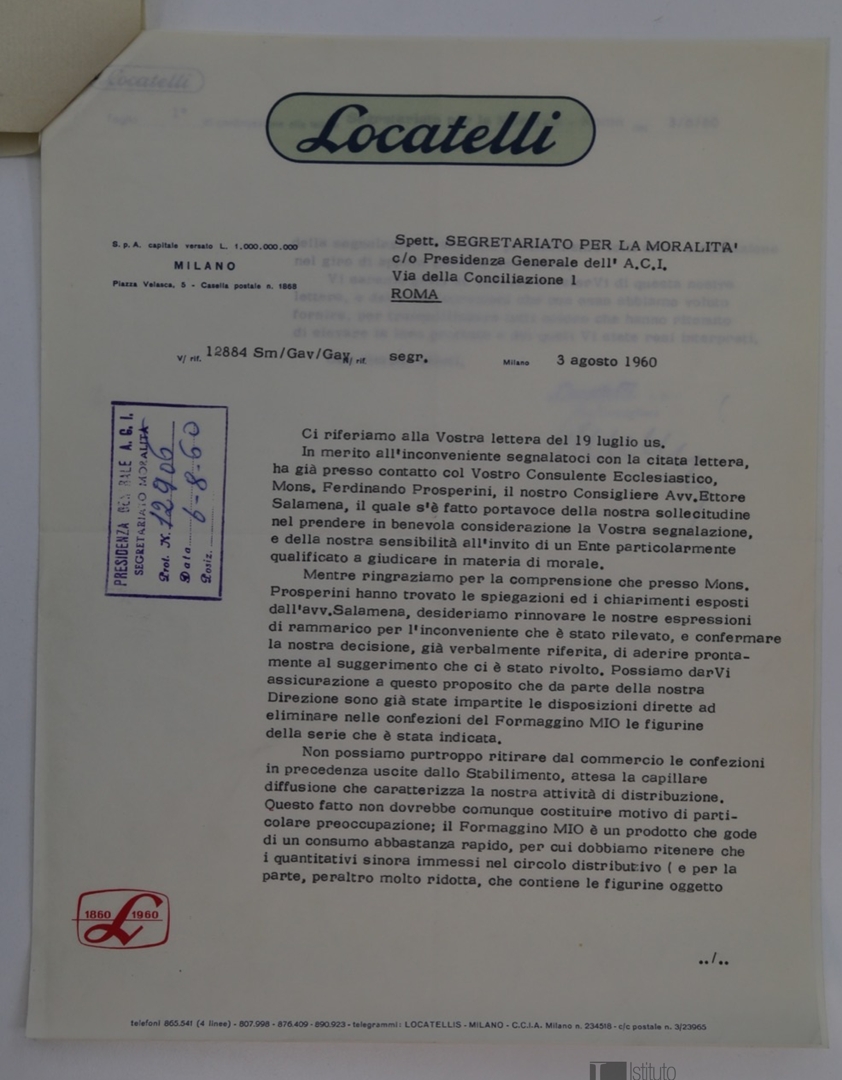 Locatelli
Locatelli
S. p. A. capitale versato L. 1.000.000.000
MILANO
Piazza Velasca, 5 - Casella postale n. 1868
Spett. SEGRETARIATO PER LA MORALITA'
c/o Presidenza Generale dell' A.C.I.
Via della Conciliazione 1
ROMA
V/ rif. 12884 Sm/Gav/Gay N/ rif. segr. Milano 3 agosto 1960
PRESIDENZA GENERALE A. C. I.
SEGRETARIATO MORALITÀ
Prot. N. 12906
Data 6-8-60
Posiz.
Ci riferiamo alla Vostra lettera del 19 luglio us.
In merito all'inconveniente segnalatoci con la citata lettera,
ha già presso contatto col Vostro Consulente Ecclesiastico,
Mons. Ferdinando Prosperini, il nostro Consigliere Avv.Ettore
Salamena, il quale s'è fatto portavoce della nostra sollecitudine
nel prendere in benevola considerazione la Vostra segnalazione,
e della nostra sensibilità all'invito di un Ente particolarmente
qualificato a giudicare in materia di morale.
Mentre ringraziamo per la comprensione che presso Mons.
Prosperini hanno trovato le spiegazioni ed i chiarimenti esposti
dall'avv.Salamena, desideriamo rinnovare le nostre espressioni
di rammarico per l'inconveniente che è stato rilevato, e confermare
la nostra decisione, già verbalmente riferita, di aderire pronta-
mente al suggerimento che ci è stato rivolto. Possiamo darVi
assicurazione a questo proposito che da parte della nostra
Direzione sono già state impartite le disposizioni dirette ad
eliminare nelle confezioni del Formaggino MIO le figurine
della serie che è stata indicata.
Non possiamo purtroppo ritirare dal commercio le confezioni
in precedenza uscite dallo Stabilimento, attesa la capillare
diffusione che caratterizza la nostra attività di distribuzione.
Questo fatto non dovrebbe comunque costituire motivo di parti-
colare preoccupazione; il Formaggino MIO è un prodotto che gode
di un consumo abbastanza rapido, per cui dobbiamo ritenere che
i quantitativi sinora immessi nel circolo distributivo ( e per la
parte, peraltro molto ridotta, che contiene le figurine oggetto
../..
1860 L 1960
telefoni 865.541 (4 linee) - 807.998 - 876.409 - 890.923 - telegrammi: LOCATELLIS - MILANO - C.C.I.A. Milano n. 234518 - c/c postale n. 3/23965
Istituto